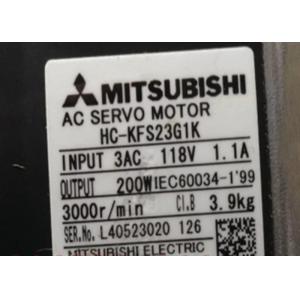 MITSUBISHI
AC SERVO MOTOR
HC-KFS23G1K
INPUT 3AC 118V 1.1A
OUTPUT 200W IEC60034-1'99
3000r/min Cl.B 3.9kg
SER.No. L40523020 126
MITSUBISHI ELECTRIC